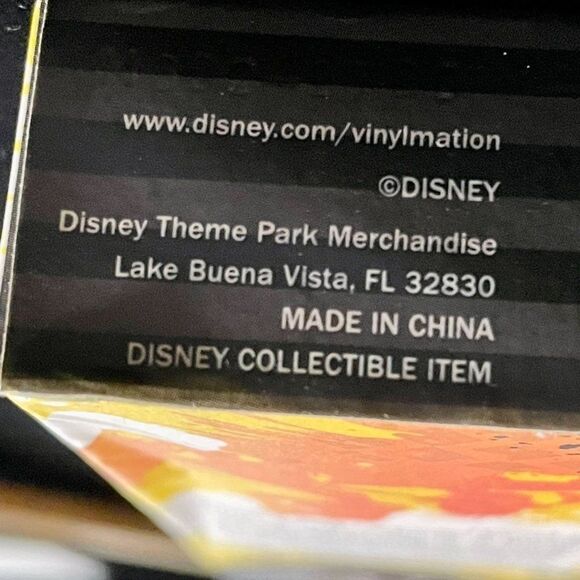 www.disney.com/vinylmation
©DISNEY
Disney Theme Park Merchandise
Lake Buena Vista, FL 32830
MADE IN CHINA
DISNEY COLLECTIBLE ITEM